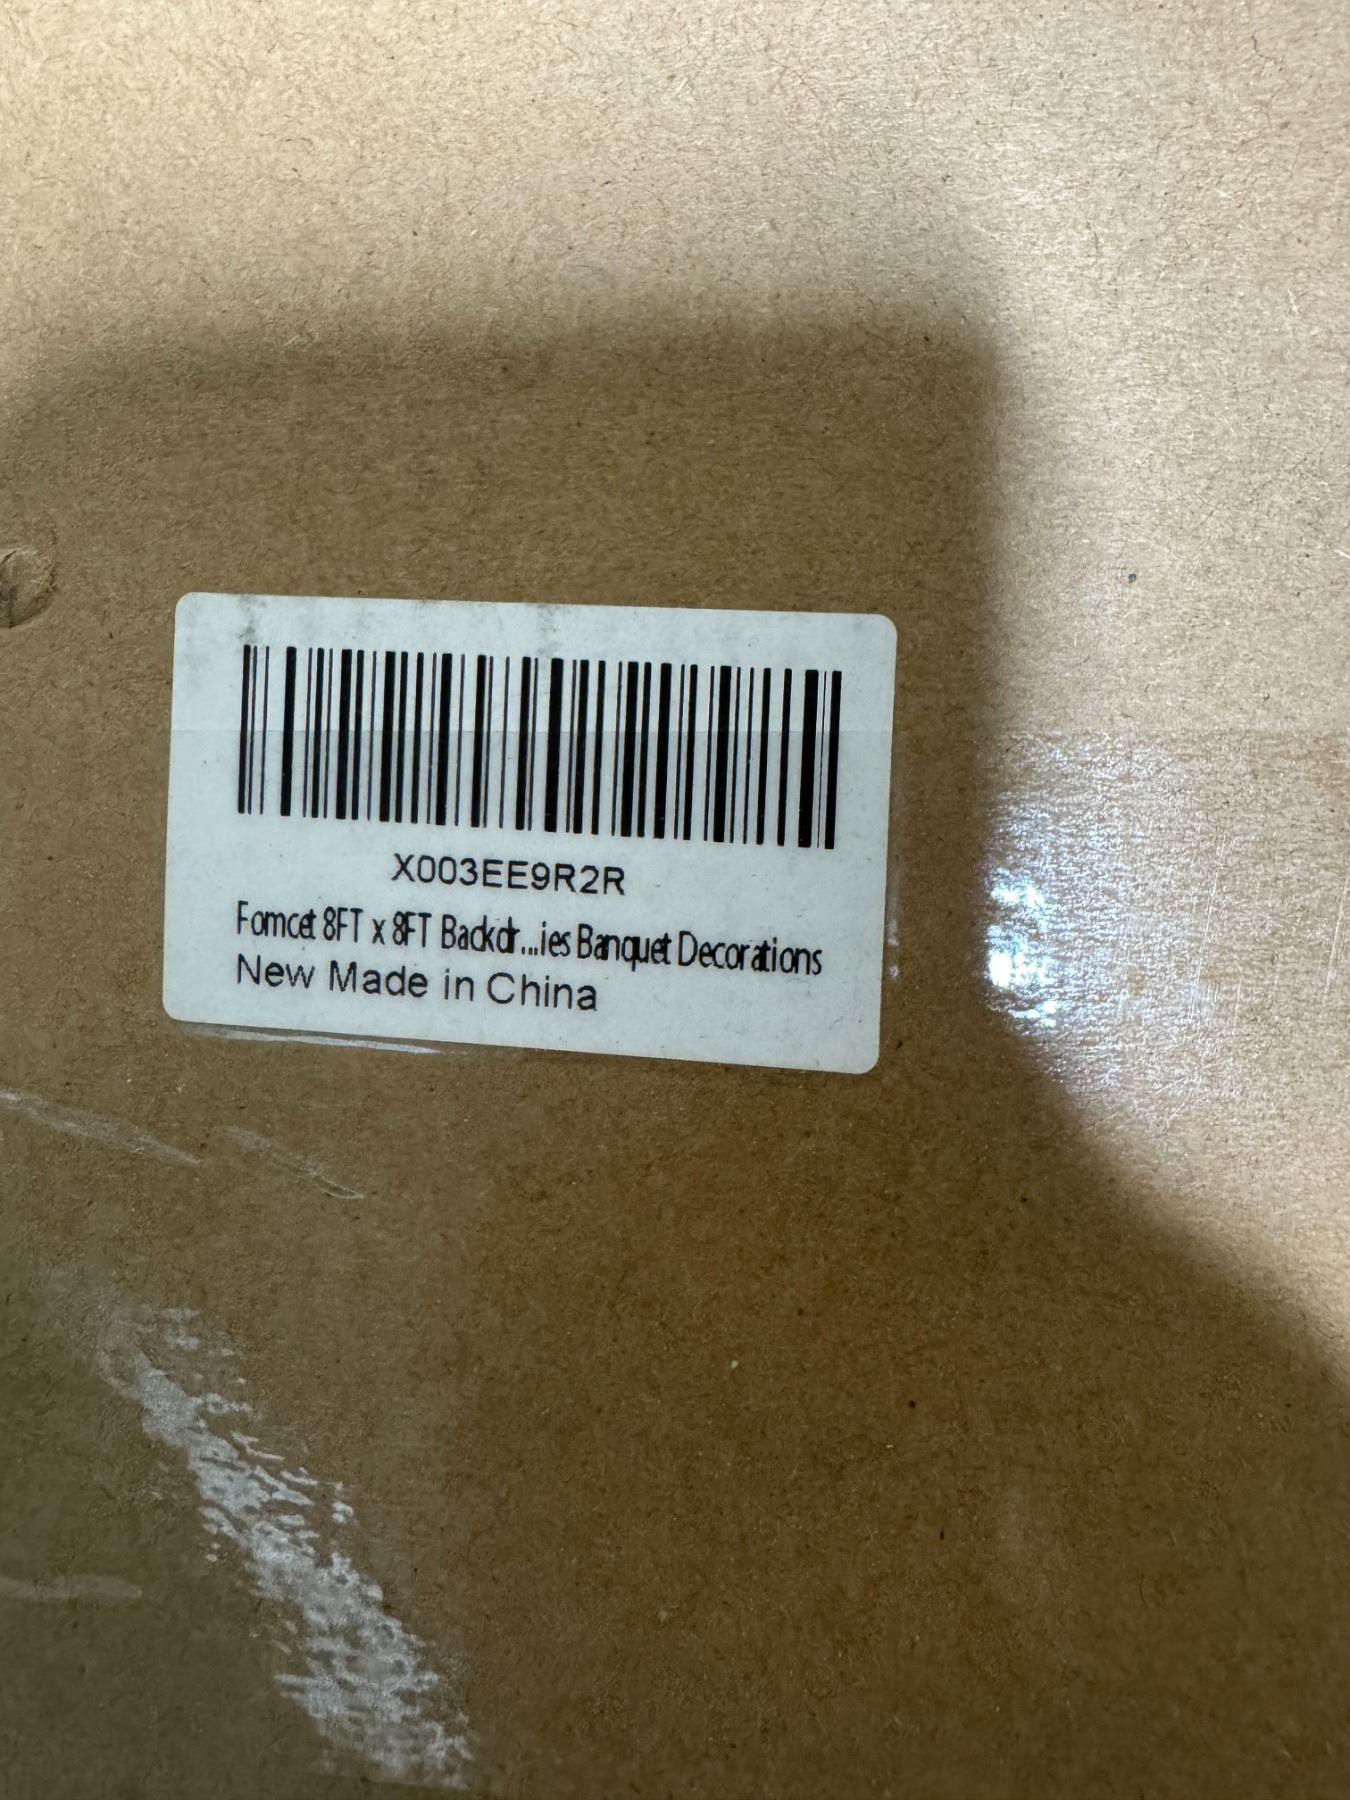 X003EE9R2R
Fomcet 8FT x 8FT Backdr...ies Banquet Decorations
New Made in China